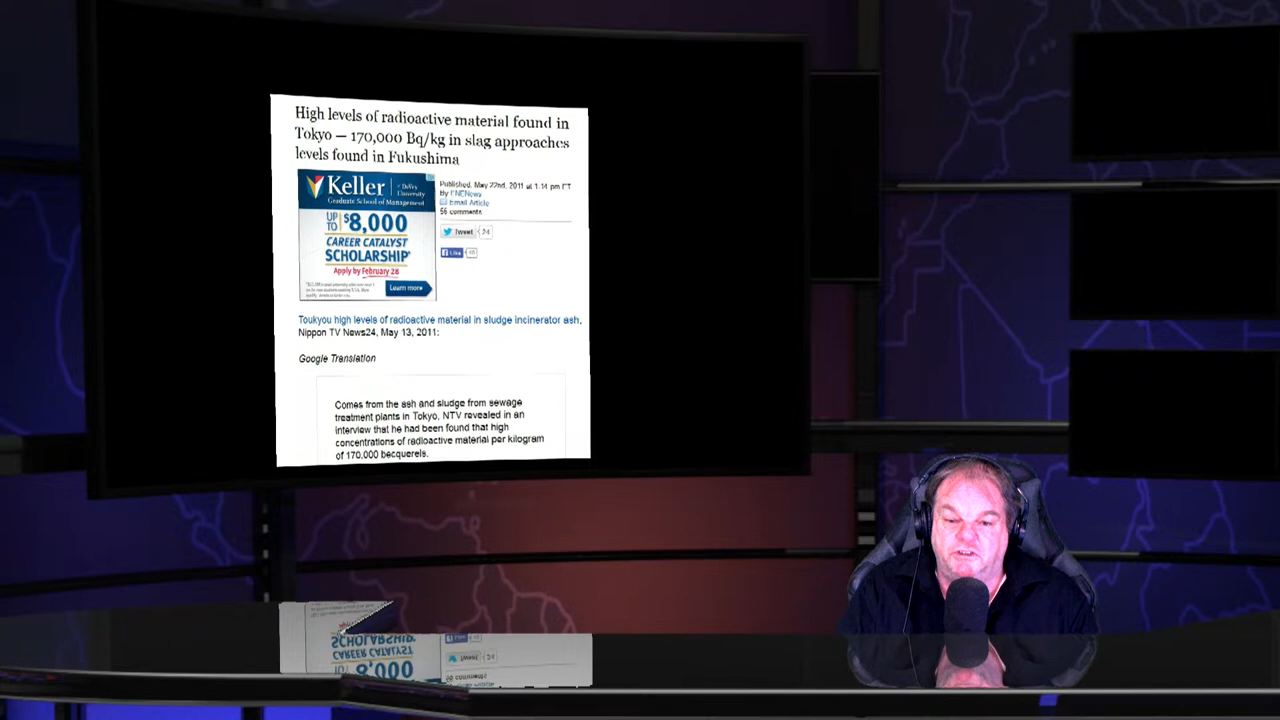 High levels of radioactive material found in
Tokyo — 170,000 Bq/kg in slag approaches
levels found in Fukushima
Keller
DeVry
University
Graduate School of Management
UP
TO
$8,000
CAREER CATALYST
SCHOLARSHIP*
Apply by February 28
Learn more
Published: May 22nd, 2011 at 1:14 pm ET
By ENENews
Email Article
56 comments
Tweet
24
Like
Toukyou high levels of radioactive material in sludge incinerator ash,
Nippon TV News24, May 13, 2011:
Google Translation
Comes from the ash and sludge from sewage
treatment plants in Tokyo, NTV revealed in an
interview that he had been found that high
concentrations of radioactive material per kilogram
of 170,000 becquerels.